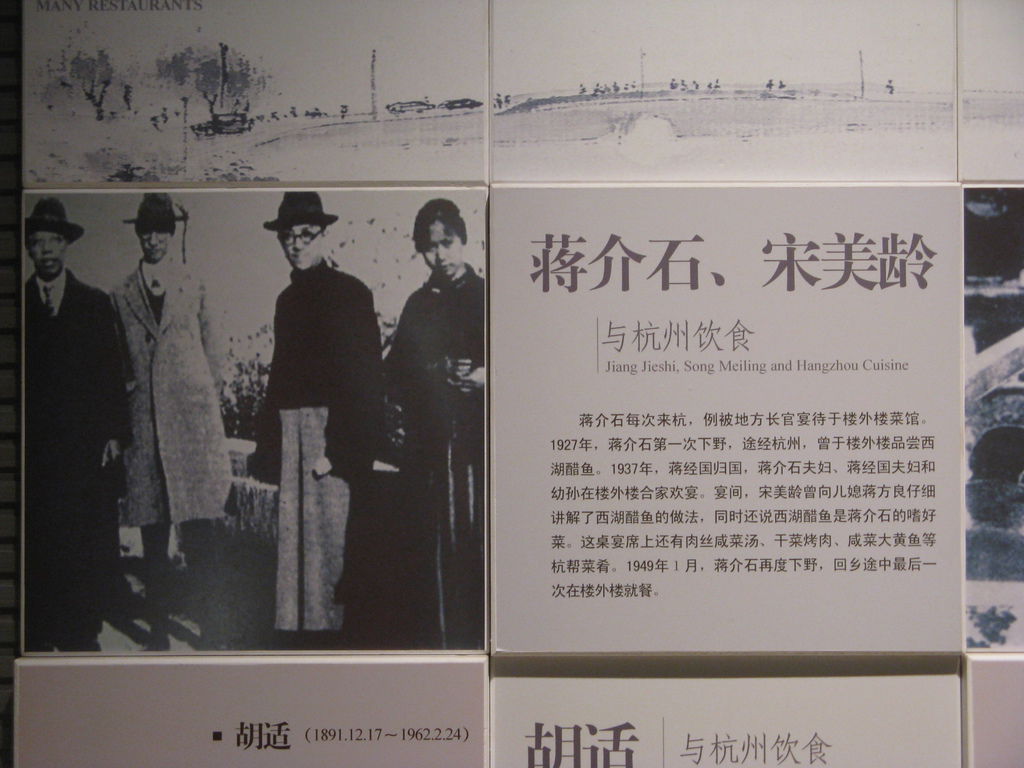 MANY RESTAURANTS
蒋介石、宋美龄
与杭州饮食
Jiang Jieshi, Song Meiling and Hangzhou Cuisine
蒋介石每次来杭，例被地方长官宴待于楼外楼菜馆。
1927年，蒋介石第一次下野，途经杭州，曾于楼外楼品尝西
湖醋鱼。1937年，蒋经国归国，蒋介石夫妇、蒋经国夫妇和
幼孙在楼外楼合家欢宴。宴间，宋美龄曾向儿媳蒋方良仔细
讲解了西湖醋鱼的做法，同时还说西湖醋鱼是蒋介石的嗜好
菜。这桌宴席上还有肉丝咸菜汤、干菜烤肉、咸菜大黄鱼等
杭帮菜肴。1949年1月，蒋介石再度下野，回乡途中最后一
次在楼外楼就餐。
■ 胡适（1891.12.17～1962.2.24）
胡适
与杭州饮食